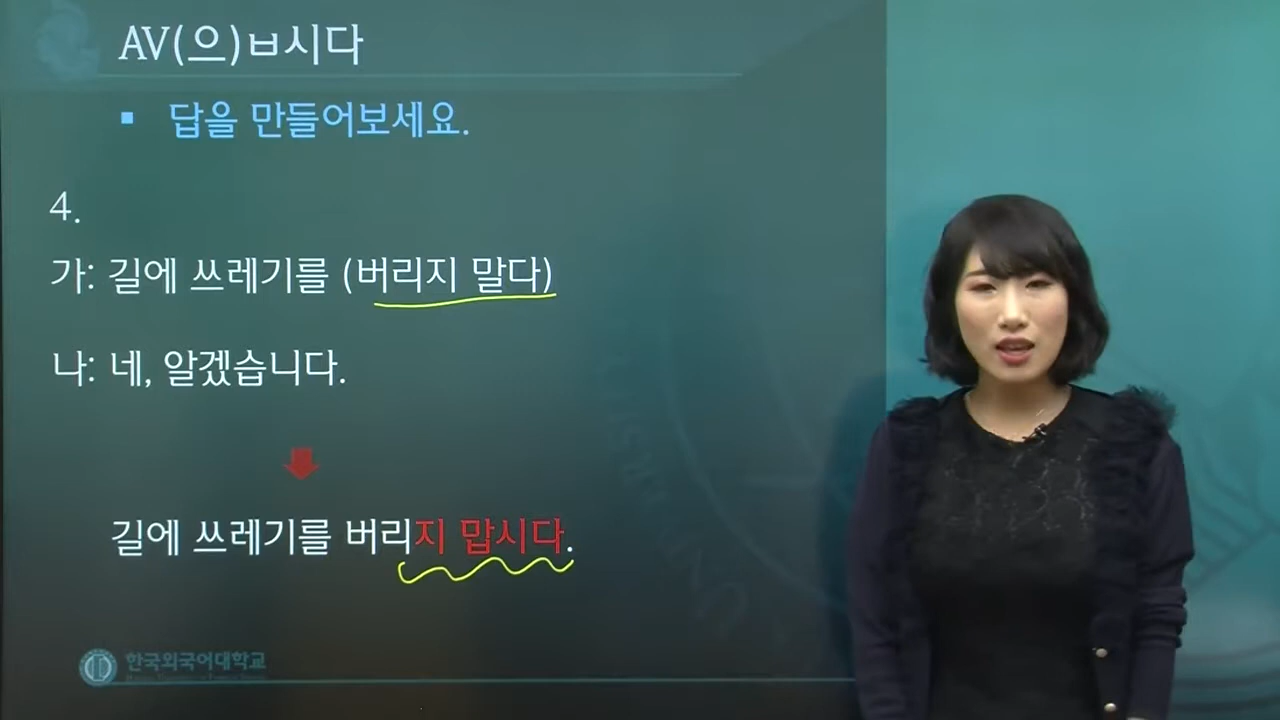 AV(으)ㅂ시다
▪ 답을 만들어보세요.
4.
가: 길에 쓰레기를 (버리지 말다)
나: 네, 알겠습니다.
길에 쓰레기를 버리지 맙시다.
한국외국어대학교